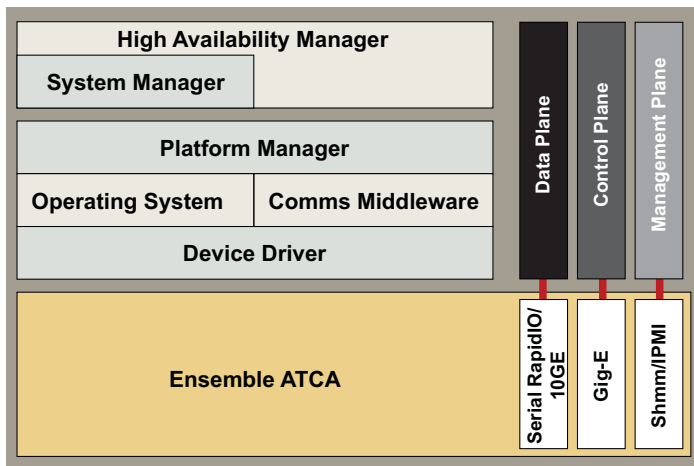 High Availability Manager
System Manager
Platform Manager
Operating System
Comms Middleware
Device Driver
Ensemble ATCA
Data Plane
Control Plane
Management Plane
Serial RapidIO/
10GE
Gig-E
Shmm/IPMI